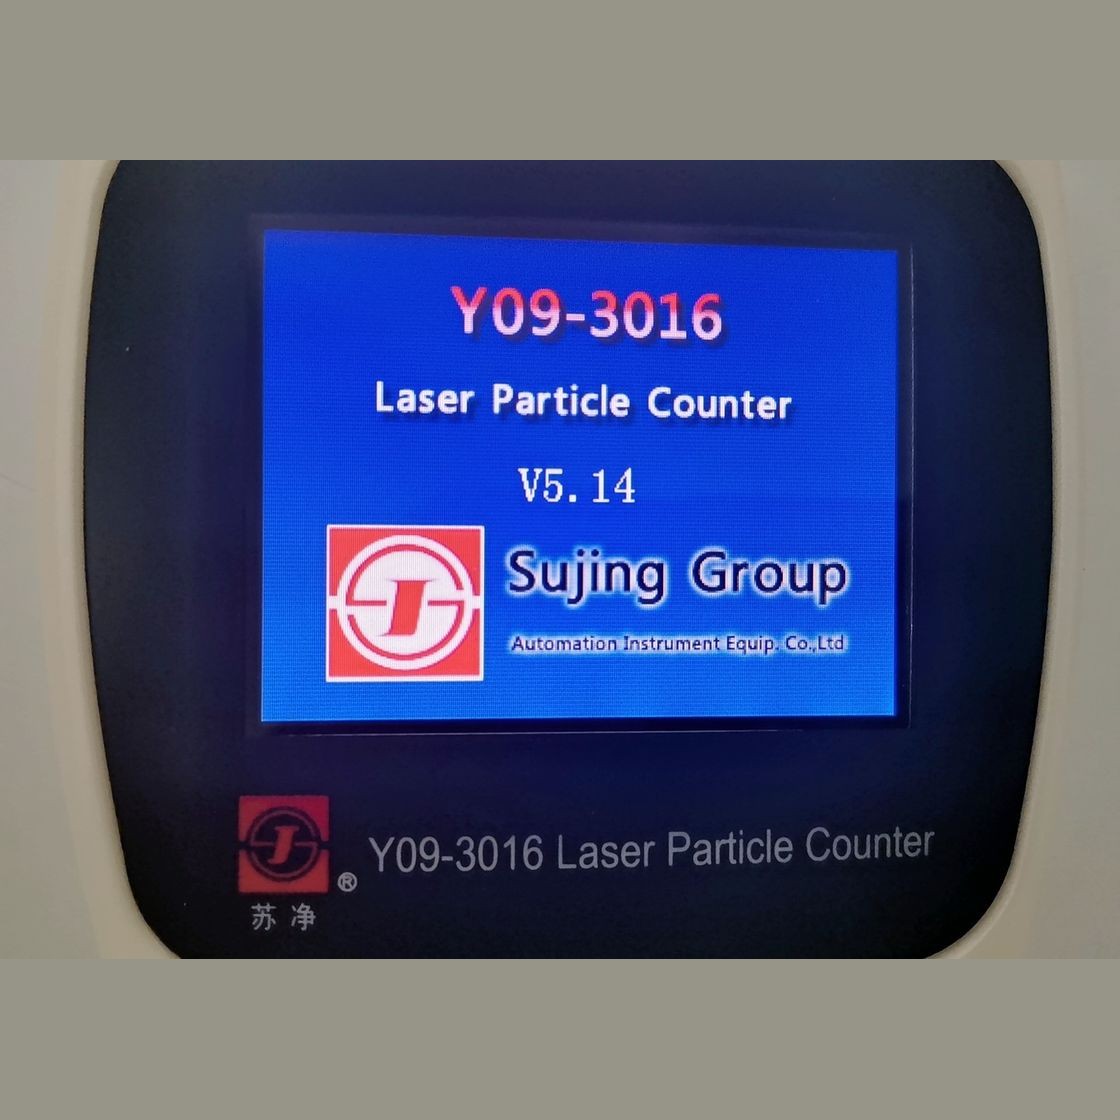 Y09-3016
Laser Particle Counter
V5.14
Sujing Group
Automation Instrument Equip. Co.,Ltd
Y09-3016 Laser Particle Counter
®
苏净